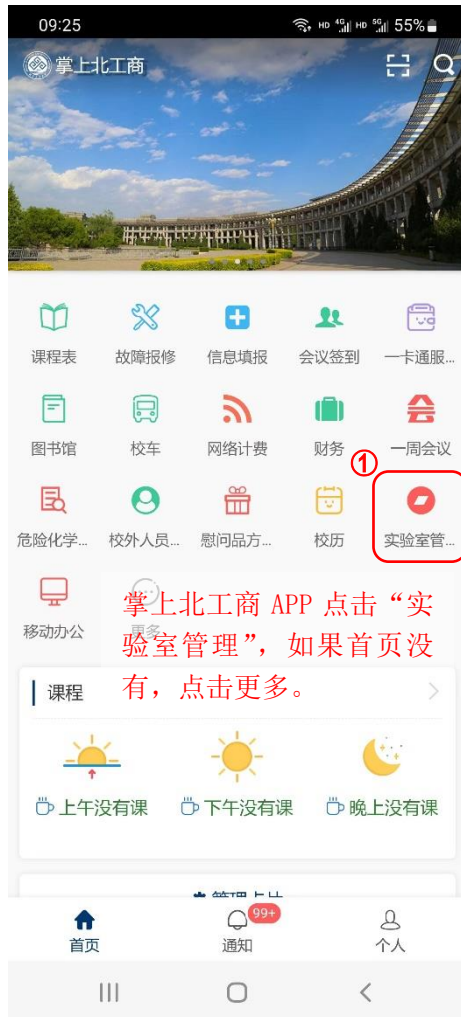 09:25
HD 4G HD 5G 55%
掌上北工商
课程表 故障报修 信息填报 会议签到 一卡通服...
图书馆 校车 网络计费 财务 一周会议
①
危险化学... 校外人员... 慰问品方... 校历 实验室管...
移动办公 更多
掌上北工商 APP 点击“实
验室管理”，如果首页没
有，点击更多。
课程
上午没有课 下午没有课 晚上没有课
管理卡片
99+
首页 通知 个人